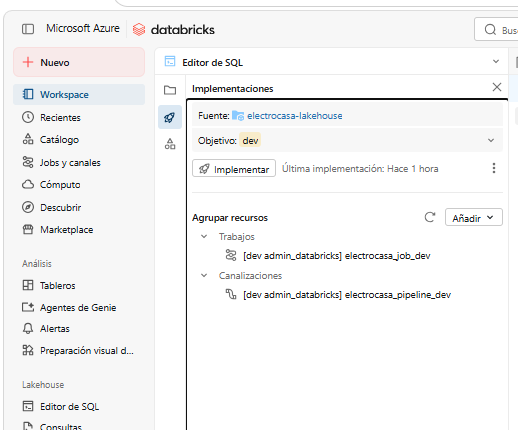 Microsoft Azure
databricks
Bus
Nuevo
Workspace
Recientes
Catálogo
Jobs y canales
Cómputo
Descubrir
Marketplace
Análisis
Tableros
Agentes de Genie
Alertas
Preparación visual d...
Lakehouse
Editor de SQL
Consultas
Editor de SQL
Implementaciones
Fuente: electrocasa-lakehouse
Objetivo: dev
Implementar Última implementación: Hace 1 hora
Agrupar recursos Añadir
Trabajos
[dev admin_databricks] electrocasa_job_dev
Canalizaciones
[dev admin_databricks] electrocasa_pipeline_dev